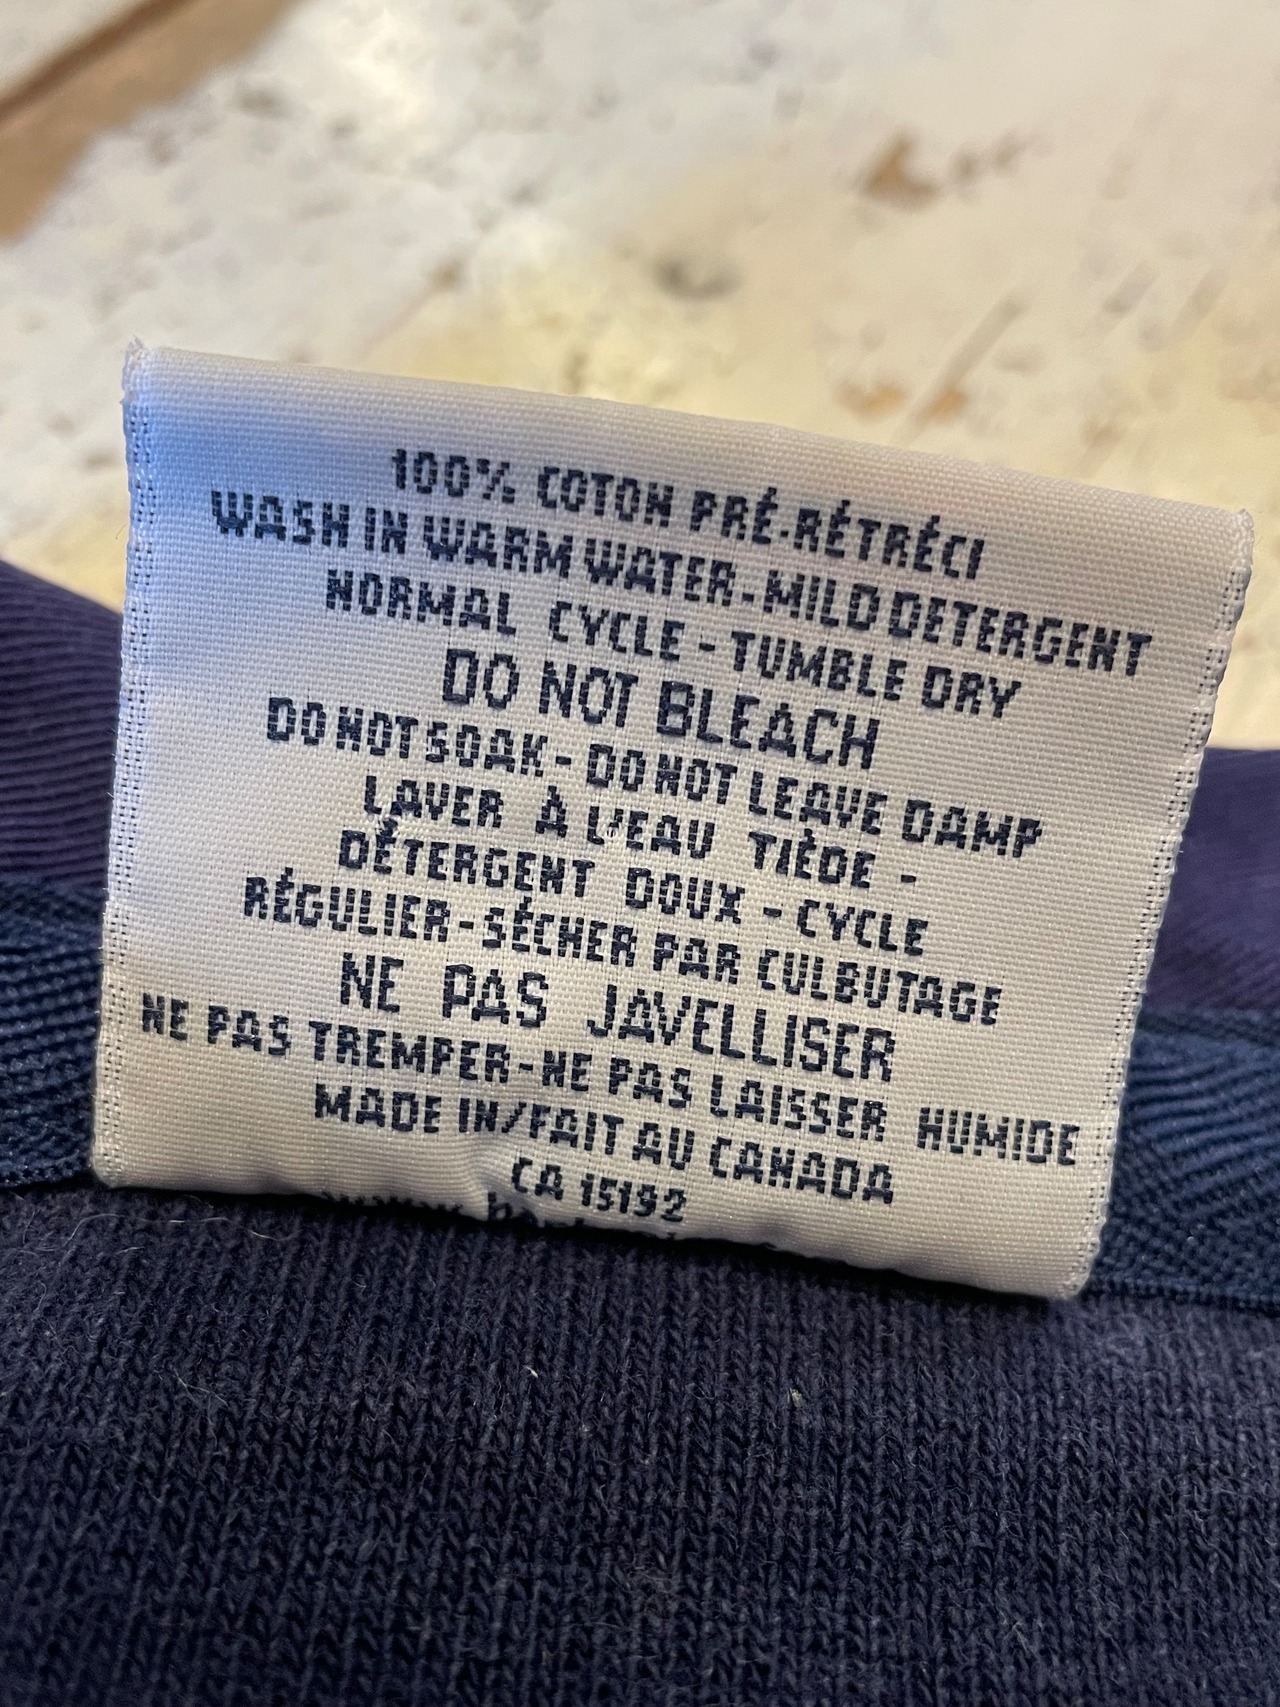 100% COTON PRÉ-RÉTRÉCI
WASH IN WARM WATER-MILD DETERGENT
NORMAL CYCLE - TUMBLE DRY
DO NOT BLEACH
DO NOT SOAK - DO NOT LEAVE DAMP
LAVER À L'EAU TIÈDE -
DÉTERGENT DOUX - CYCLE
RÉGULIER-SÉCHER PAR CULBUTAGE
NE PAS JAVELLISER
NE PAS TREMPER-NE PAS LAISSER HUMIDE
MADE IN/FAIT AU CANADA
CA 15192